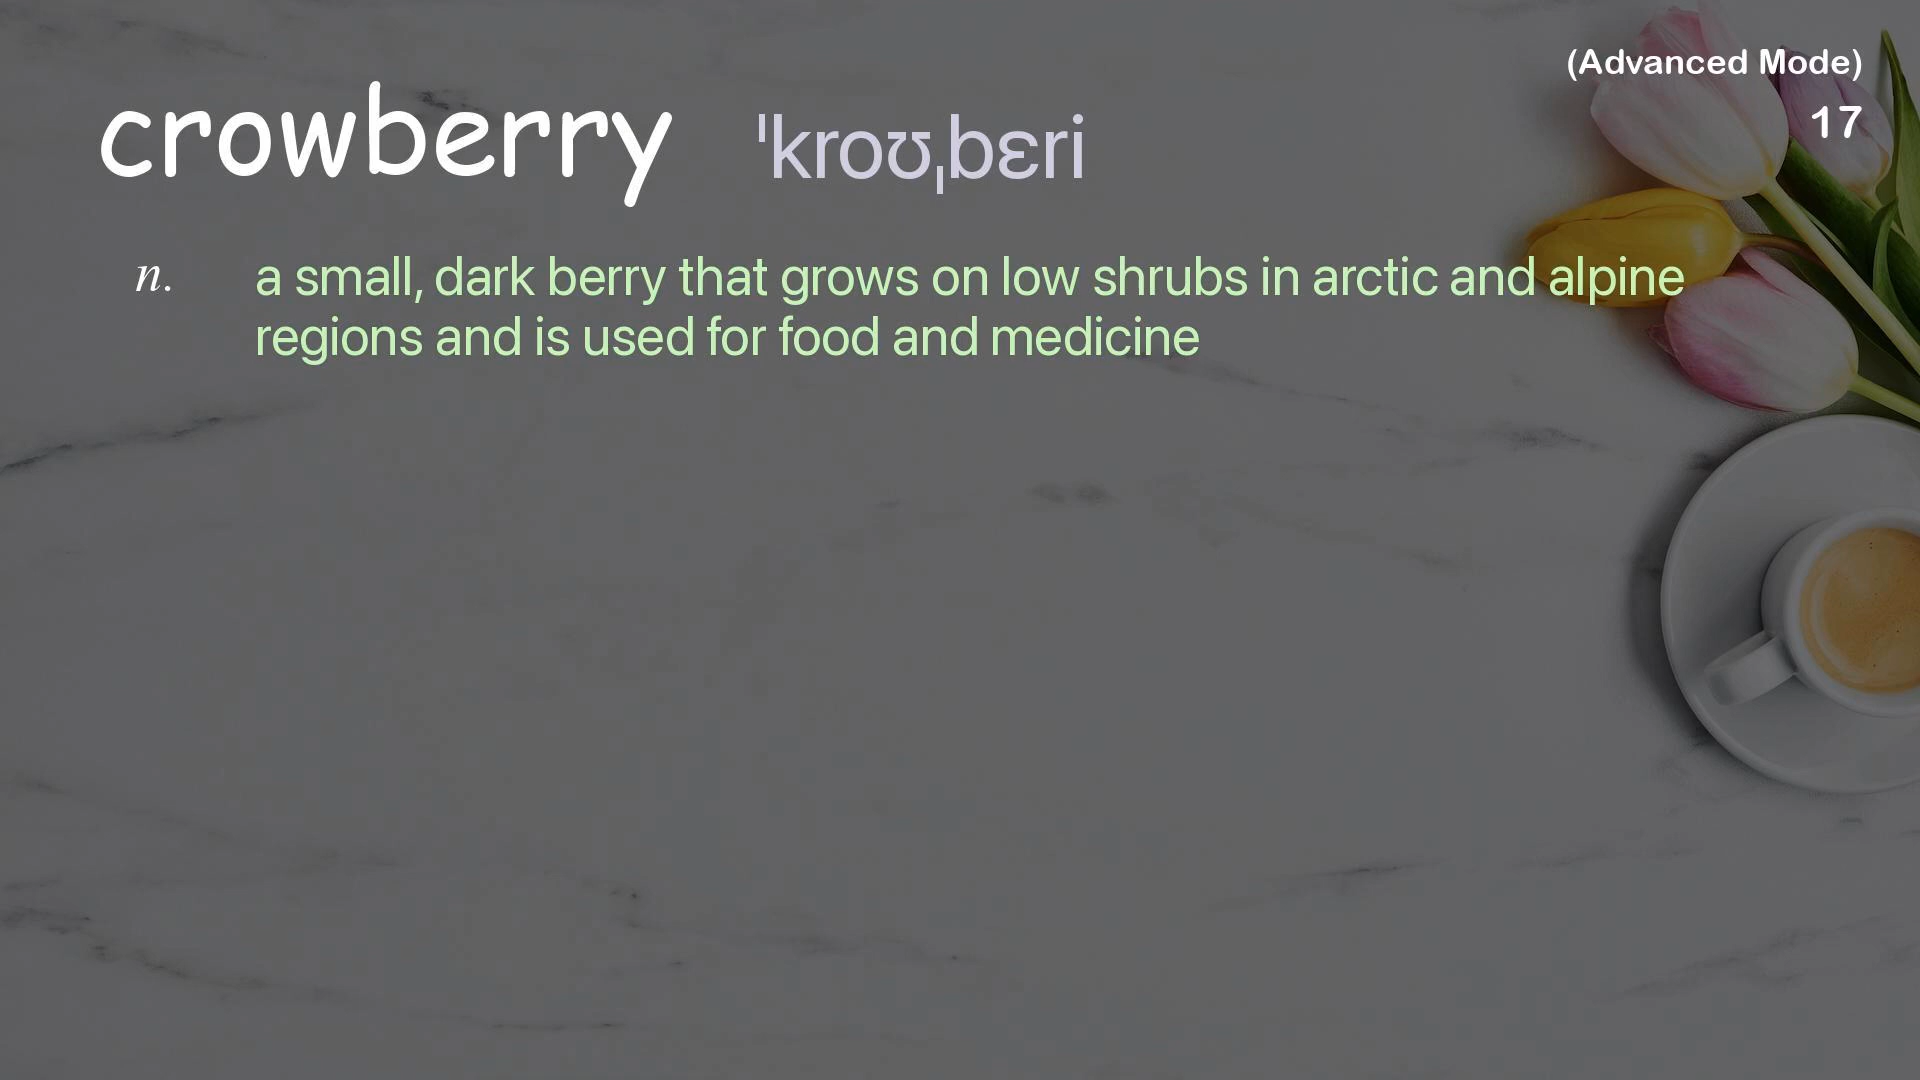 (Advanced Mode)
17
crowberry ˈkroʊˌbɛri
n. a small, dark berry that grows on low shrubs in arctic and alpine
regions and is used for food and medicine